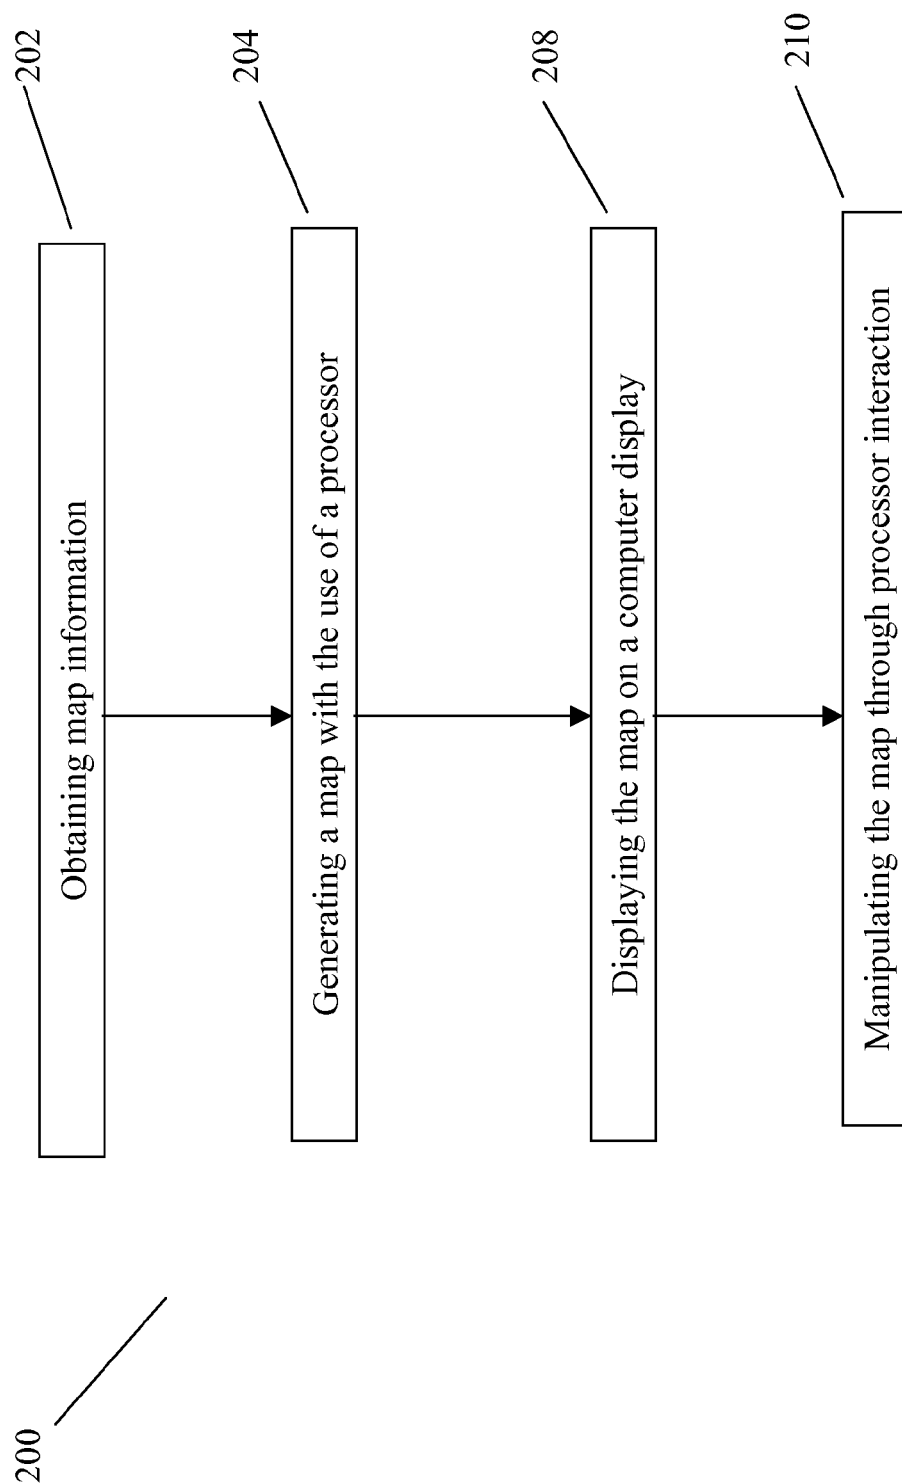 202
Obtaining map information
204
Generating a map with the use of a processor
208
Displaying the map on a computer display
210
Manipulating the map through processor interaction
200